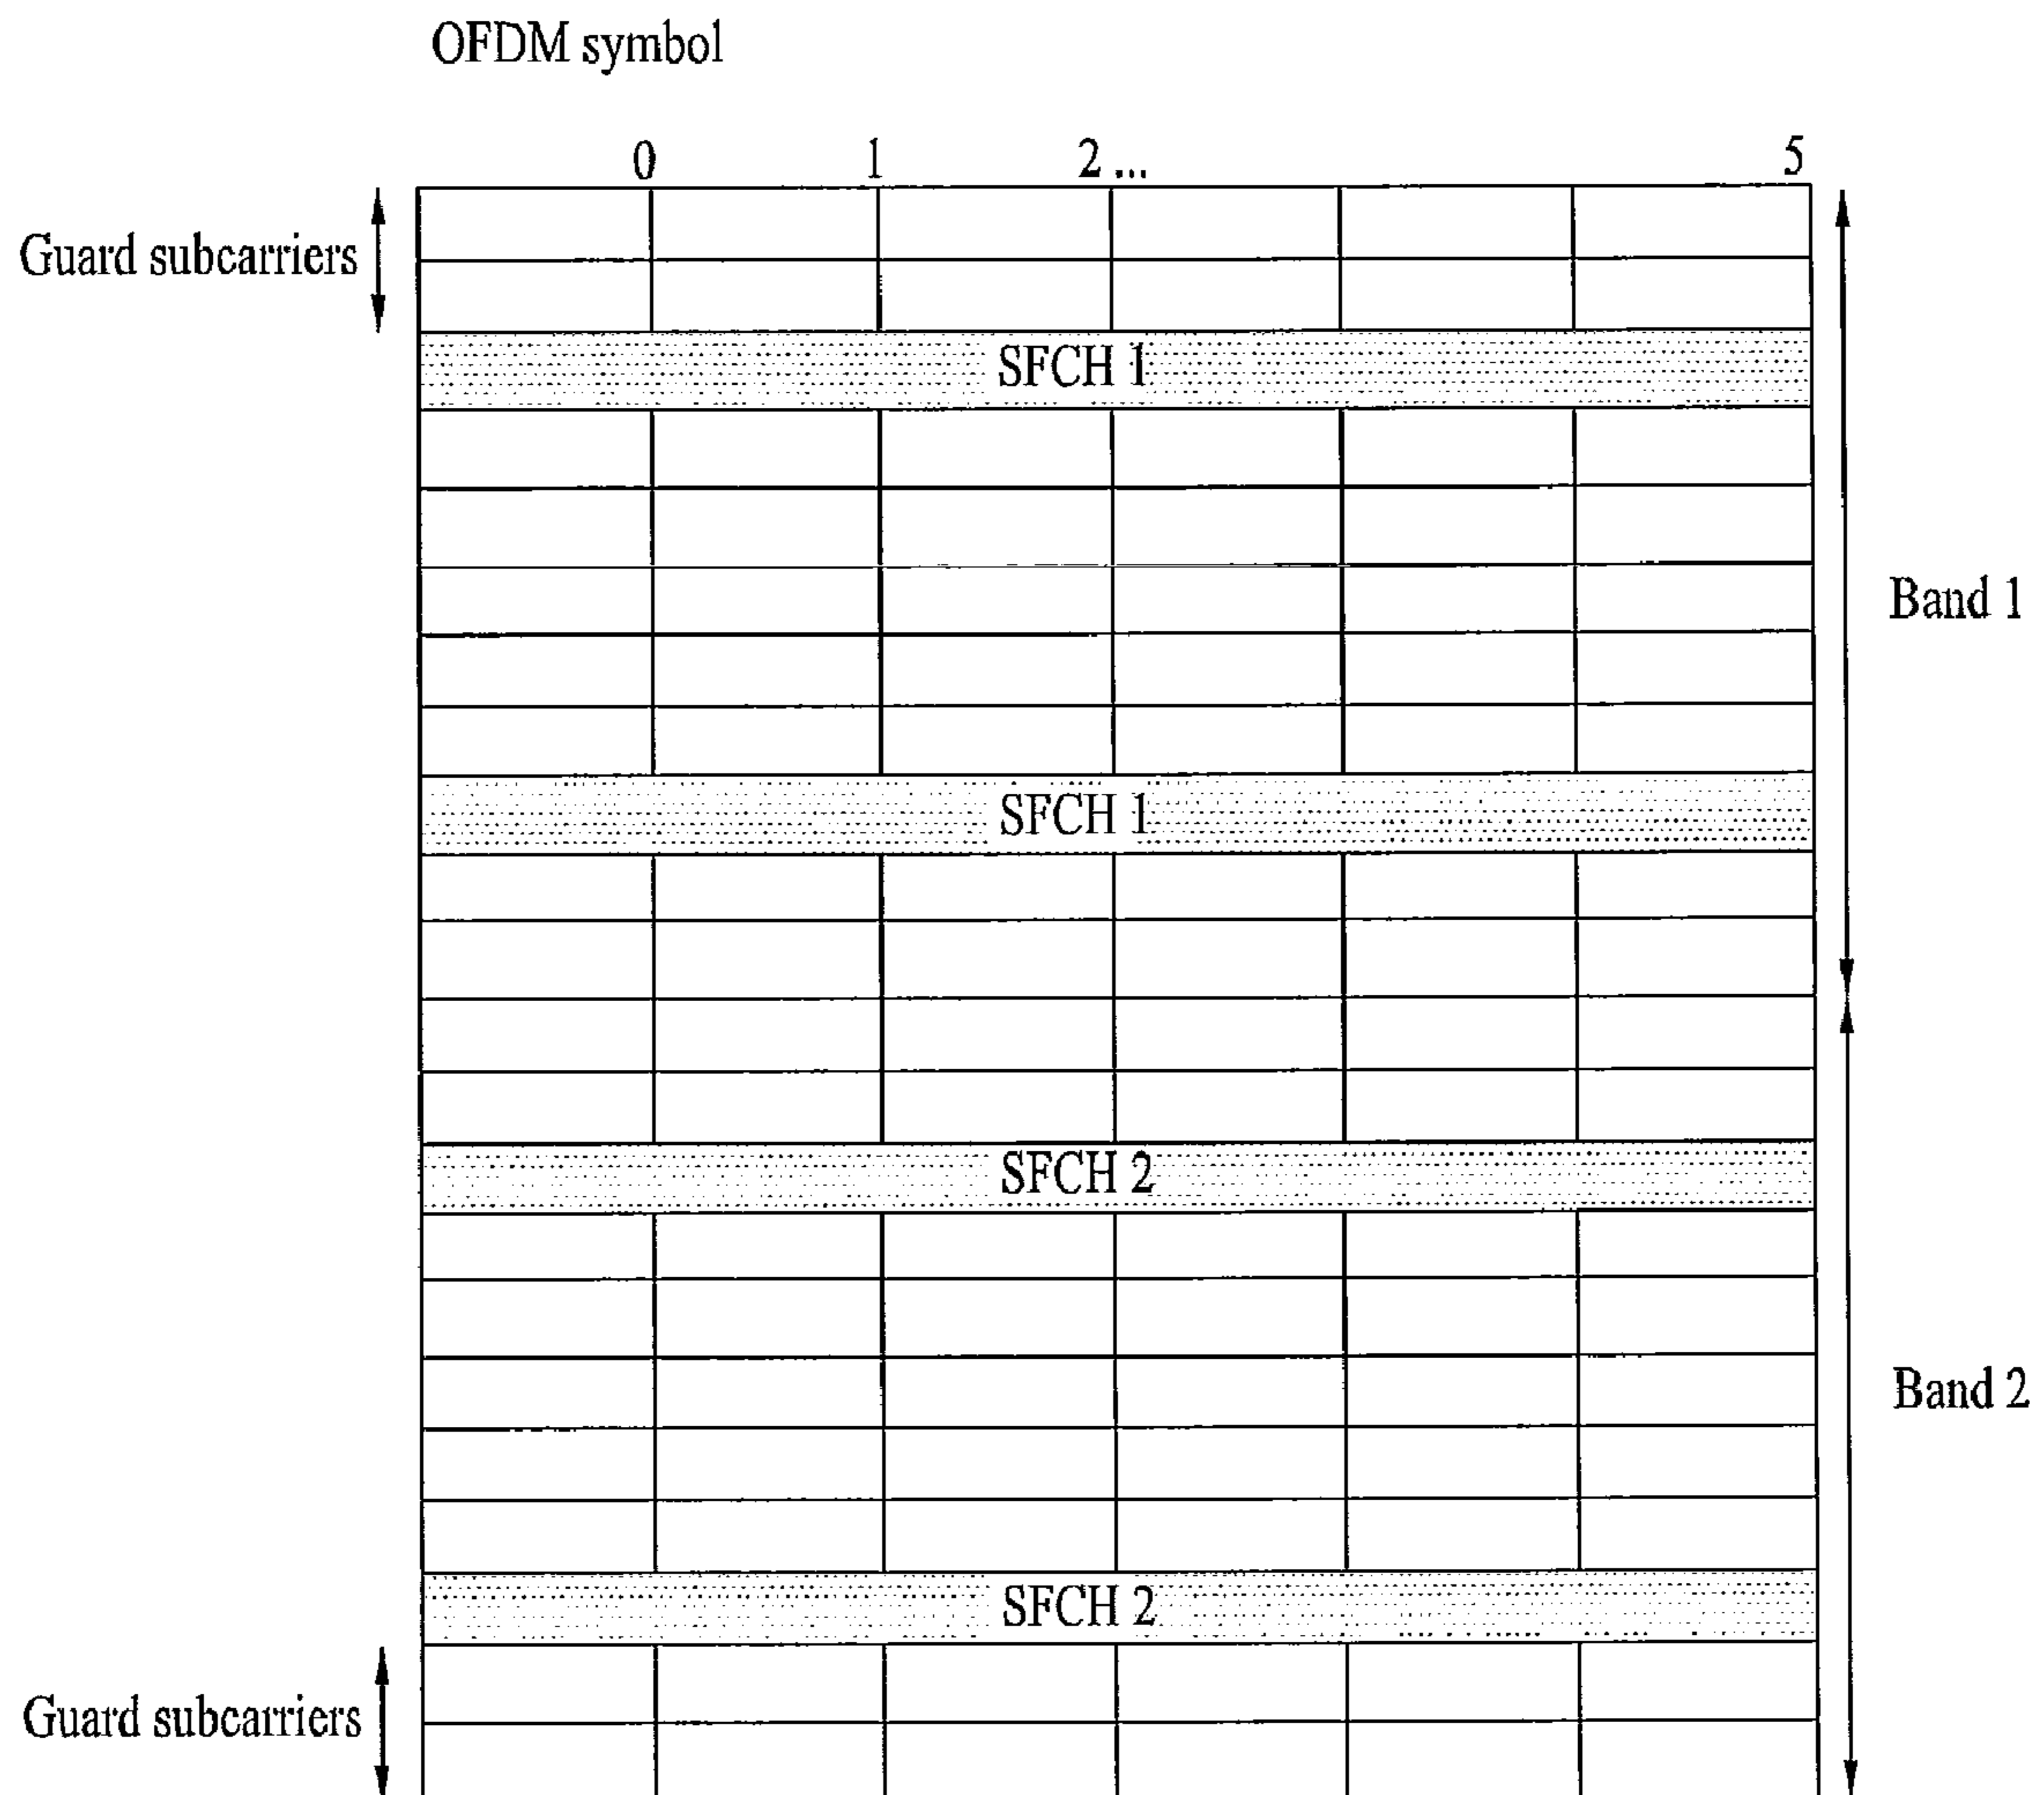 OFDM symbol
0 1 2 ... 5
Guard subcarriers
SFCH 1
Band 1
SFCH 1
SFCH 2
Band 2
SFCH 2
Guard subcarriers